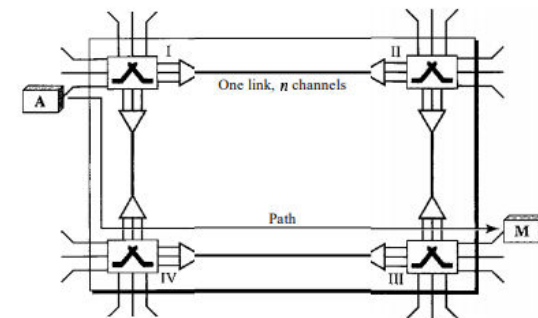 I
II
One link, n channels
A
Path
M
IV
III